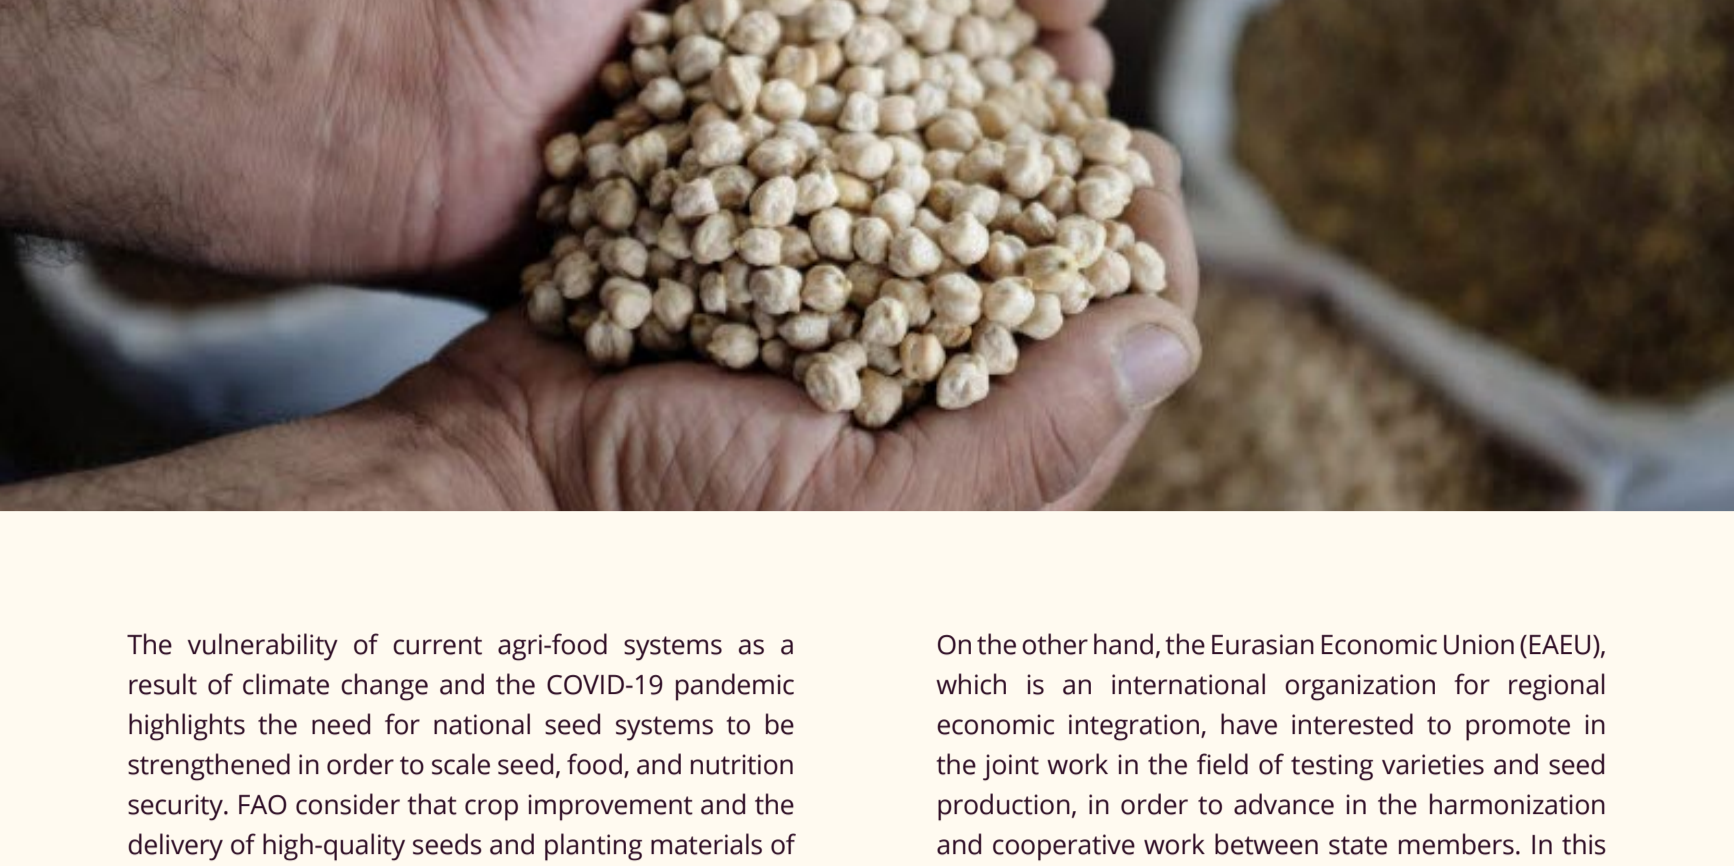 The vulnerability of current agri-food systems as a
result of climate change and the COVID-19 pandemic
highlights the need for national seed systems to be
strengthened in order to scale seed, food, and nutrition
security. FAO consider that crop improvement and the
delivery of high-quality seeds and planting materials of
On the other hand, the Eurasian Economic Union (EAEU),
which is an international organization for regional
economic integration, have interested to promote in
the joint work in the field of testing varieties and seed
production, in order to advance in the harmonization
and cooperative work between state members. In this